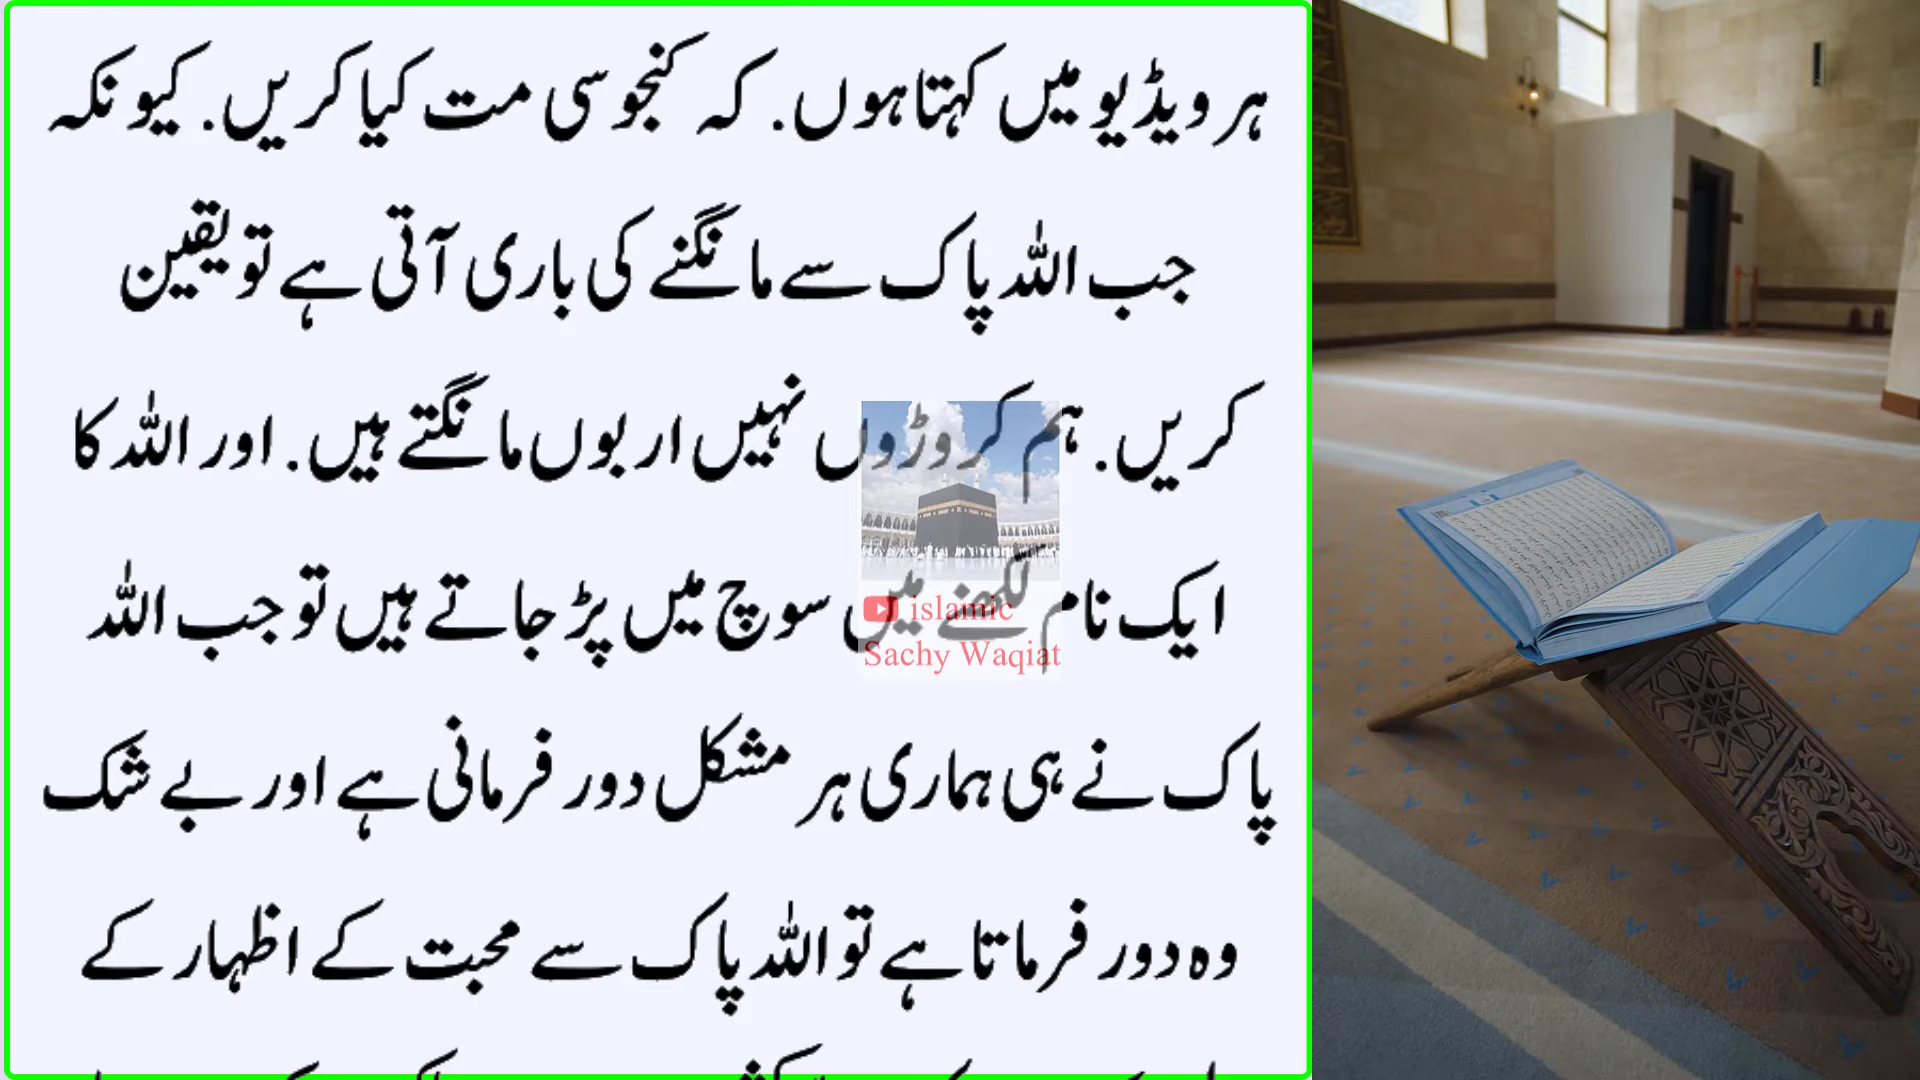 ہر ویڈیو میں کہتا ہوں. کہ کنجوسی مت کیا کریں. کیونکہ
جب اللہ پاک سے مانگنے کی باری آتی ہے تو یقین
کریں. ہم کروڑوں نہیں اربوں مانگتے ہیں. اور اللہ کا
ایک نام لکھنے میں سوچ میں پڑ جاتے ہیں تو جب اللہ
پاک نے ہی ہماری ہر مشکل دور فرمانی ہے اور بے شک
وہ دور فرماتا ہے تو اللہ پاک سے محبت کے اظہار کے
islamic
Sachy Waqiat